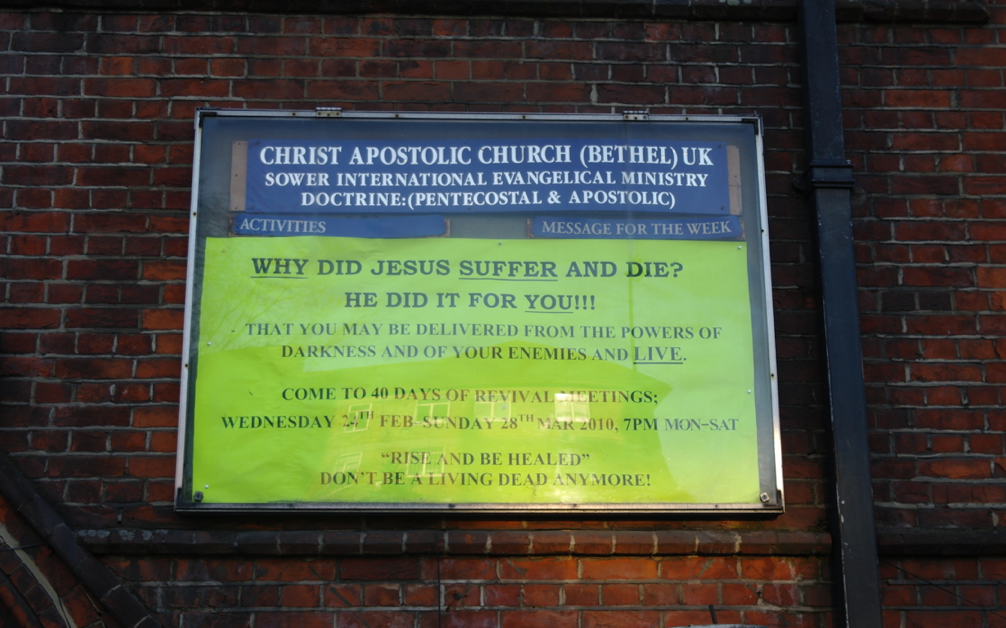 CHRIST APOSTOLIC CHURCH (BETHEL) UK
SOWER INTERNATIONAL EVANGELICAL MINISTRY
DOCTRINE:(PENTECOSTAL & APOSTOLIC)
ACTIVITIES
MESSAGE FOR THE WEEK
WHY DID JESUS SUFFER AND DIE?
HE DID IT FOR YOU!!!
THAT YOU MAY BE DELIVERED FROM THE POWERS OF
DARKNESS AND OF YOUR ENEMIES AND LIVE.
COME TO 40 DAYS OF REVIVAL MEETINGS;
WEDNESDAY 24TH FEB-SUNDAY 28TH MAR 2010, 7PM MON-SAT
"RISE AND BE HEALED"
DON'T BE A LIVING DEAD ANYMORE!